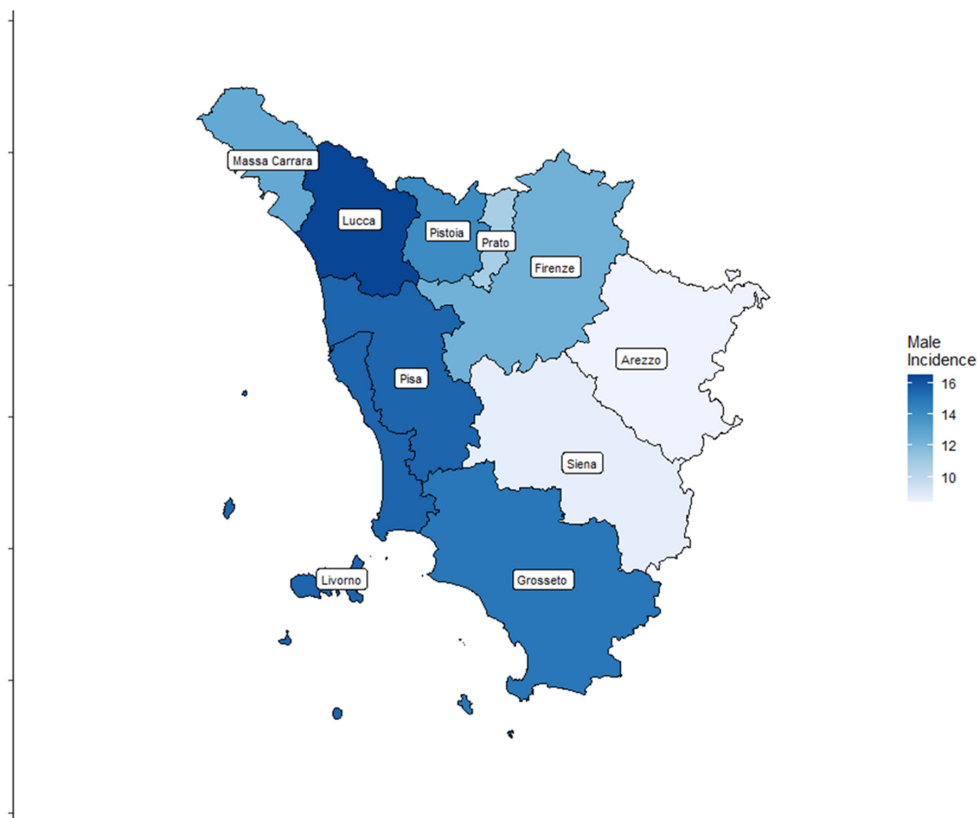 Massa Carrara
Lucca
Pistoia
Prato
Firenze
Arezzo
Pisa
Siena
Livorno
Grosseto
Male
Incidence
16
14
12
10